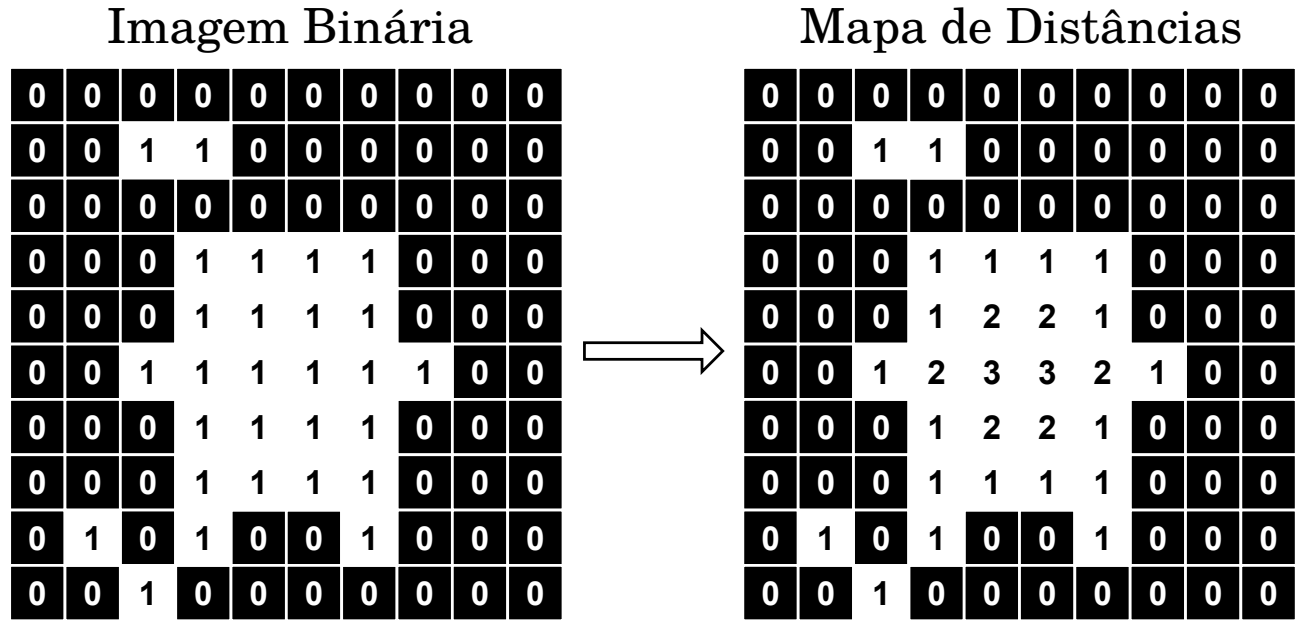 Imagem Binária Mapa de Distâncias
0 0 0 0 0 0 0 0 0 0 0 0 0 0 0 0 0 0 0 0
0 0 1 1 0 0 0 0 0 0 0 0 1 1 0 0 0 0 0 0
0 0 0 0 0 0 0 0 0 0 0 0 0 0 0 0 0 0 0 0
0 0 0 1 1 1 1 0 0 0 0 0 0 1 1 1 1 0 0 0
0 0 0 1 1 1 1 0 0 0 0 0 0 1 2 2 1 0 0 0
0 0 1 1 1 1 1 1 0 0 0 0 1 2 3 3 2 1 0 0
0 0 0 1 1 1 1 0 0 0 0 0 0 1 2 2 1 0 0 0
0 0 0 1 1 1 1 0 0 0 0 0 0 1 1 1 1 0 0 0
0 1 0 1 0 0 1 0 0 0 0 1 0 1 0 0 1 0 0 0
0 0 1 0 0 0 0 0 0 0 0 0 1 0 0 0 0 0 0 0